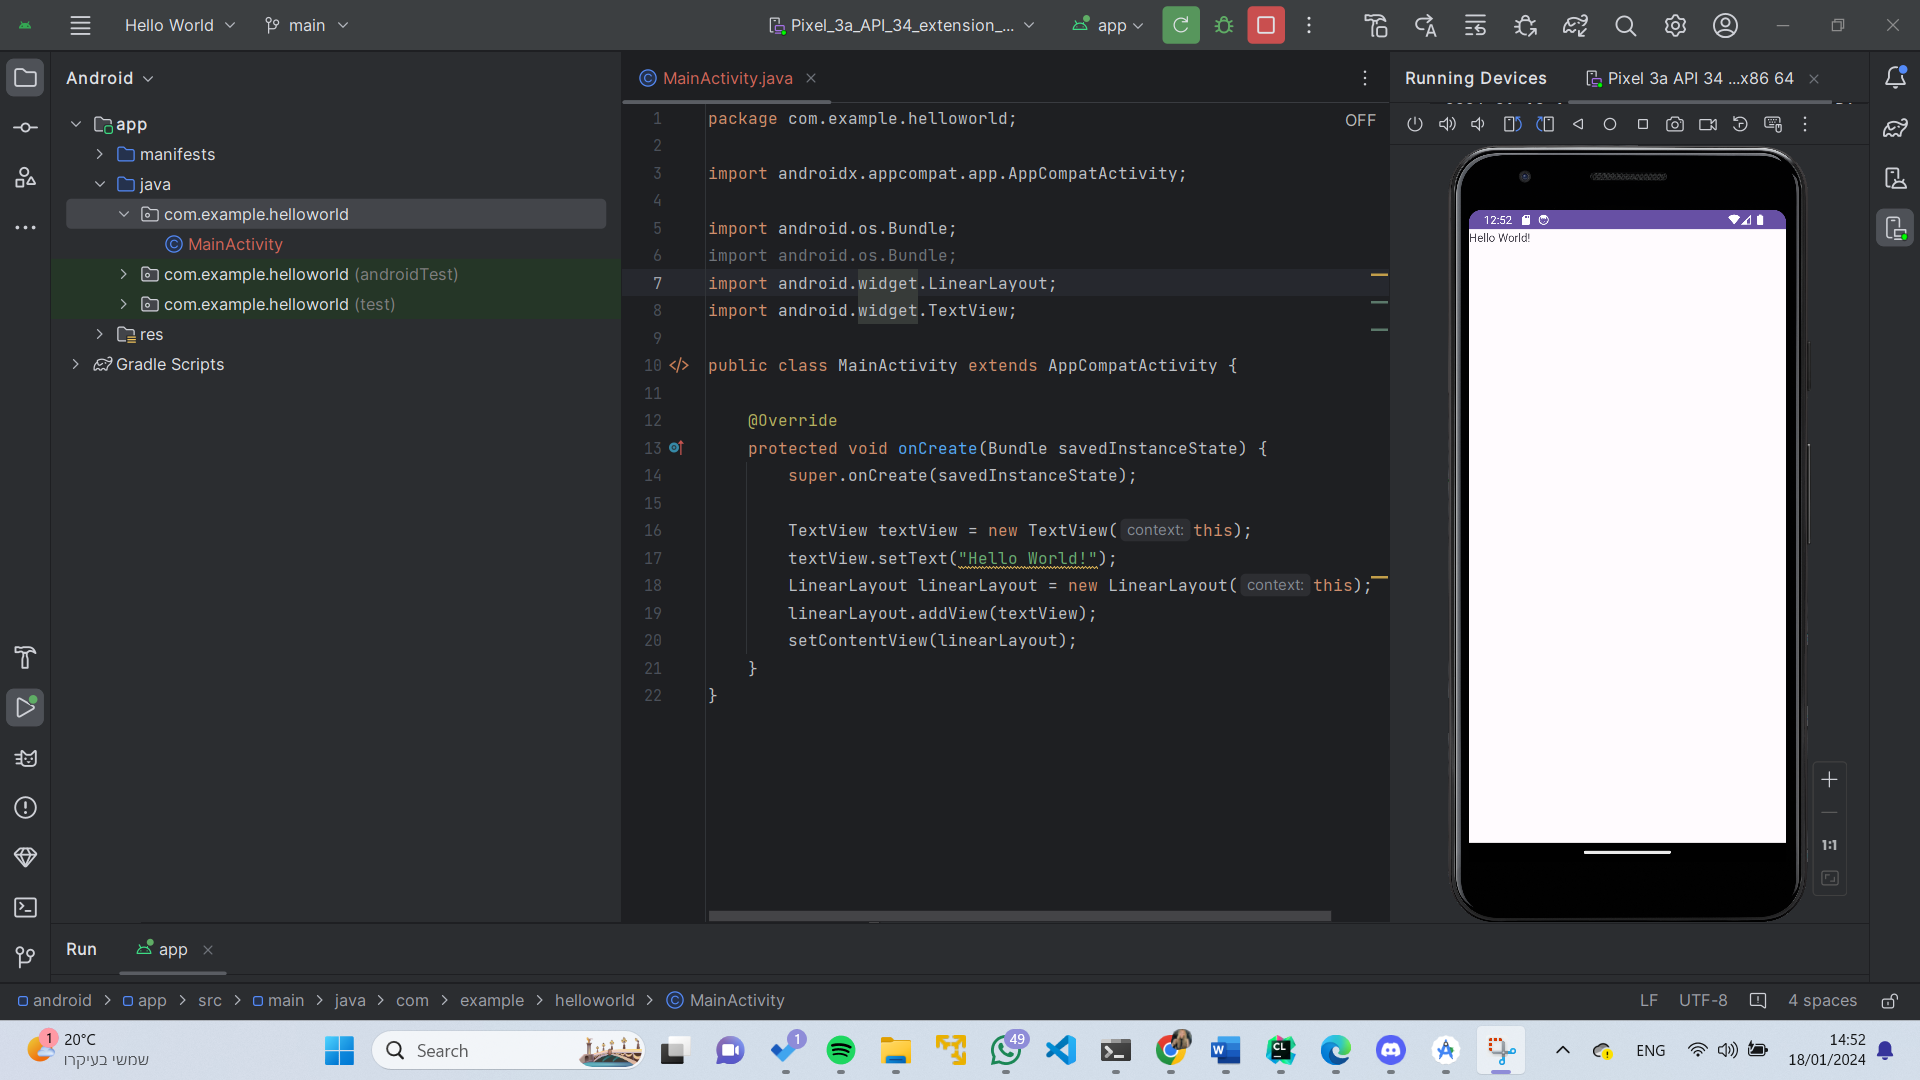 Hello World
main
Pixel_3a_API_34_extension_...
app
Android
MainActivity.java
Running Devices
Pixel 3a API 34 ...x86 64
app
manifests
java
com.example.helloworld
MainActivity
com.example.helloworld (androidTest)
com.example.helloworld (test)
res
Gradle Scripts
OFF
1 package com.example.helloworld;
2
3 import androidx.appcompat.app.AppCompatActivity;
4
5 import android.os.Bundle;
6 import android.os.Bundle;
7 import android.widget.LinearLayout;
8 import android.widget.TextView;
9
10 public class MainActivity extends AppCompatActivity {
11
12 @Override
13 protected void onCreate(Bundle savedInstanceState) {
14 super.onCreate(savedInstanceState);
15
16 TextView textView = new TextView( context: this);
17 textView.setText("Hello World!");
18 LinearLayout linearLayout = new LinearLayout( context: this);
19 linearLayout.addView(textView);
20 setContentView(linearLayout);
21 }
22 }
12:52
Hello World!
1:1
Run
app
android > app > src > main > java > com > example > helloworld > MainActivity
LF UTF-8 4 spaces
1
20°C
שמשי בעיקרו
Search
1
49
W
CL
ENG
14:52
18/01/2024